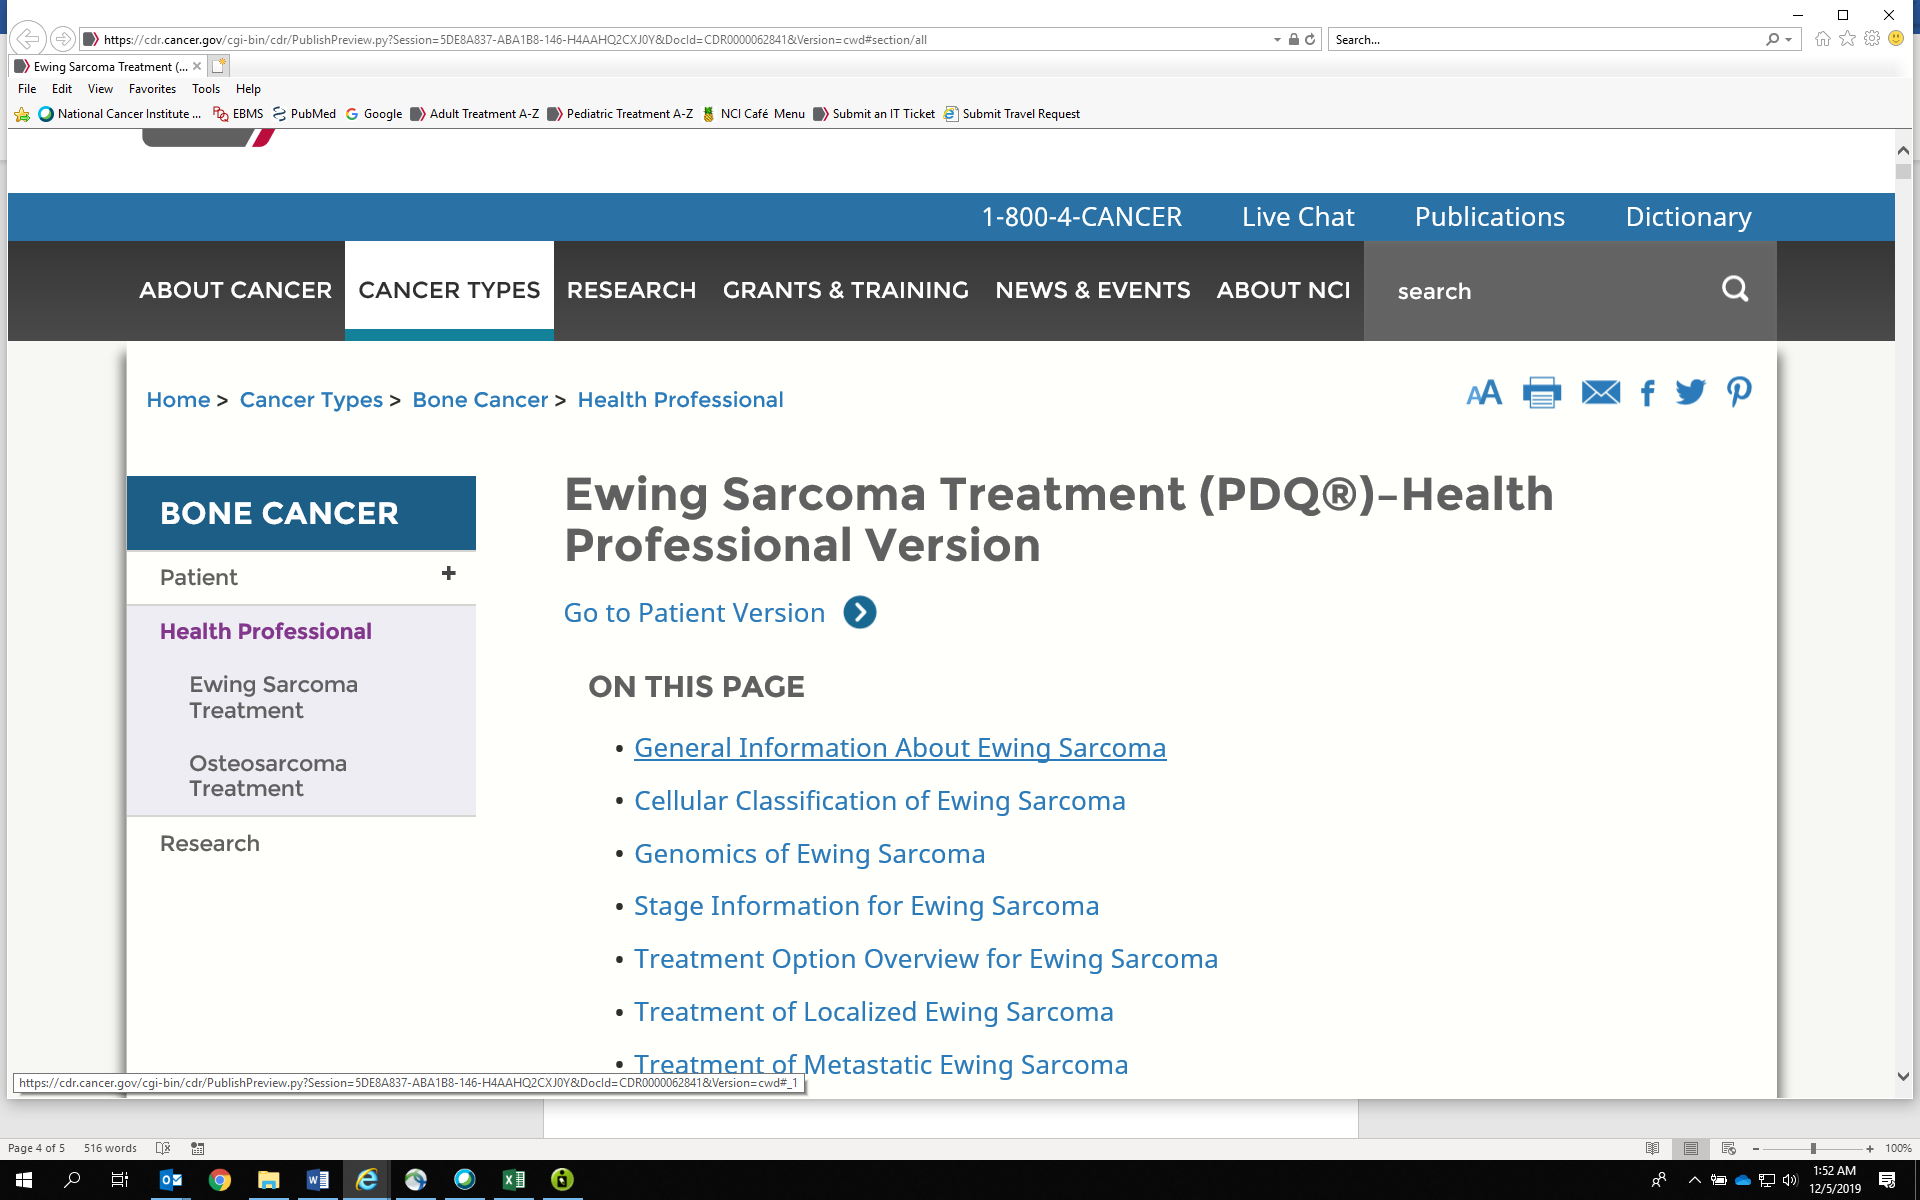 https://cdr.cancer.gov/cgi-bin/cdr/PublishPreview.py?Session=5DE8A837-ABA1B8-146-H4AAHQ2CXJ0Y&DocId=CDR0000062841&Version=cwd#section/all
Search...
Ewing Sarcoma Treatment (...
File Edit View Favorites Tools Help
National Cancer Institute ... EBMS PubMed Google Adult Treatment A-Z Pediatric Treatment A-Z NCI Café Menu Submit an IT Ticket Submit Travel Request
1-800-4-CANCER Live Chat Publications Dictionary
ABOUT CANCER CANCER TYPES RESEARCH GRANTS & TRAINING NEWS & EVENTS ABOUT NCI search
Home > Cancer Types > Bone Cancer > Health Professional
BONE CANCER
Patient +
Health Professional
Ewing Sarcoma
Treatment
Osteosarcoma
Treatment
Research
Ewing Sarcoma Treatment (PDQ®)–Health
Professional Version
Go to Patient Version
ON THIS PAGE
• General Information About Ewing Sarcoma
• Cellular Classification of Ewing Sarcoma
• Genomics of Ewing Sarcoma
• Stage Information for Ewing Sarcoma
• Treatment Option Overview for Ewing Sarcoma
• Treatment of Localized Ewing Sarcoma
• Treatment of Metastatic Ewing Sarcoma
https://cdr.cancer.gov/cgi-bin/cdr/PublishPreview.py?Session=5DE8A837-ABA1B8-146-H4AAHQ2CXJ0Y&DocId=CDR0000062841&Version=cwd#_1
Page 4 of 5 516 words 100%
1:52 AM
12/5/2019